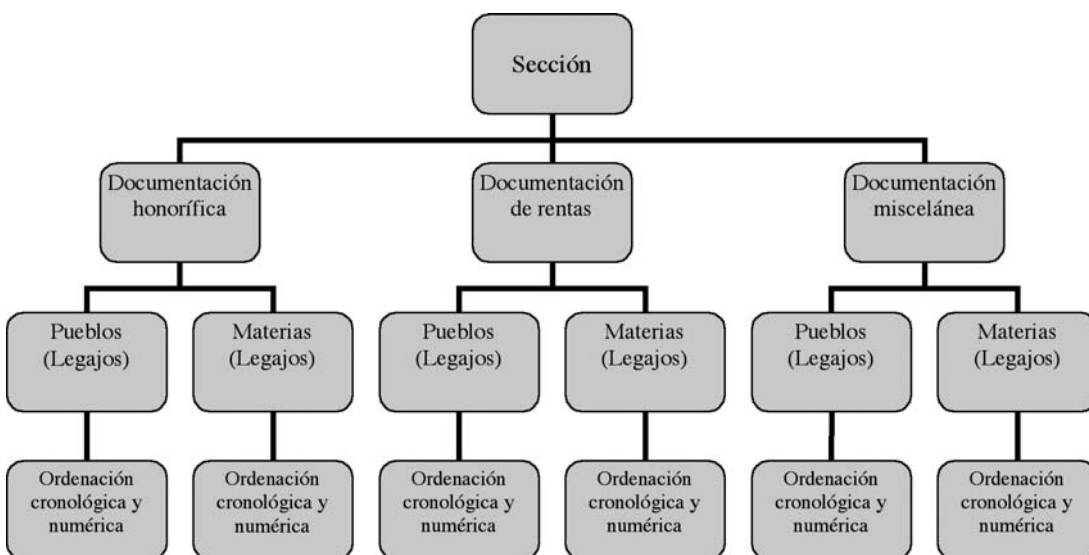 Sección
Documentación
honorífica
Documentación
de rentas
Documentación
miscelánea
Pueblos
(Legajos)
Materias
(Legajos)
Pueblos
(Legajos)
Materias
(Legajos)
Pueblos
(Legajos)
Materias
(Legajos)
Ordenación
cronológica y
numérica
Ordenación
cronológica y
numérica
Ordenación
cronológica y
numérica
Ordenación
cronológica y
numérica
Ordenación
cronológica y
numérica
Ordenación
cronológica y
numérica